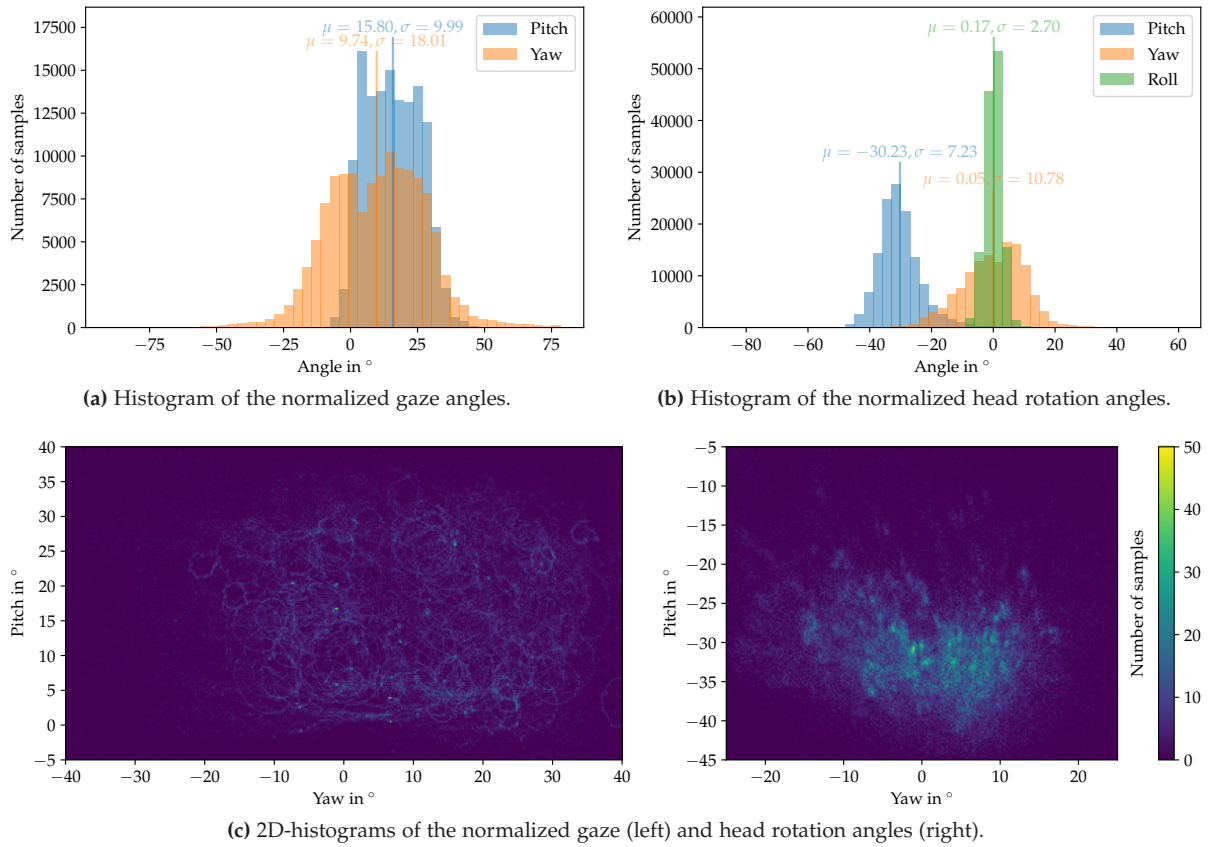 μ = 15.80, σ = 9.99
μ = 9.74, σ = 18.01
Pitch
Yaw
Number of samples
17500
15000
12500
10000
7500
5000
2500
0
−75 −50 −25 0 25 50 75
Angle in °
(a) Histogram of the normalized gaze angles.
μ = 0.17, σ = 2.70
μ = −30.23, σ = 7.23
μ = 0.05, σ = 10.78
Pitch
Yaw
Roll
Number of samples
60000
50000
40000
30000
20000
10000
0
−80 −60 −40 −20 0 20 40 60
Angle in °
(b) Histogram of the normalized head rotation angles.
Pitch in °
40
35
30
25
20
15
10
5
0
−5
−40 −30 −20 −10 0 10 20 30 40
Yaw in °
Pitch in °
−5
−10
−15
−20
−25
−30
−35
−40
−45
−20 −10 0 10 20
Yaw in °
Number of samples
50
40
30
20
10
0
(c) 2D-histograms of the normalized gaze (left) and head rotation angles (right).